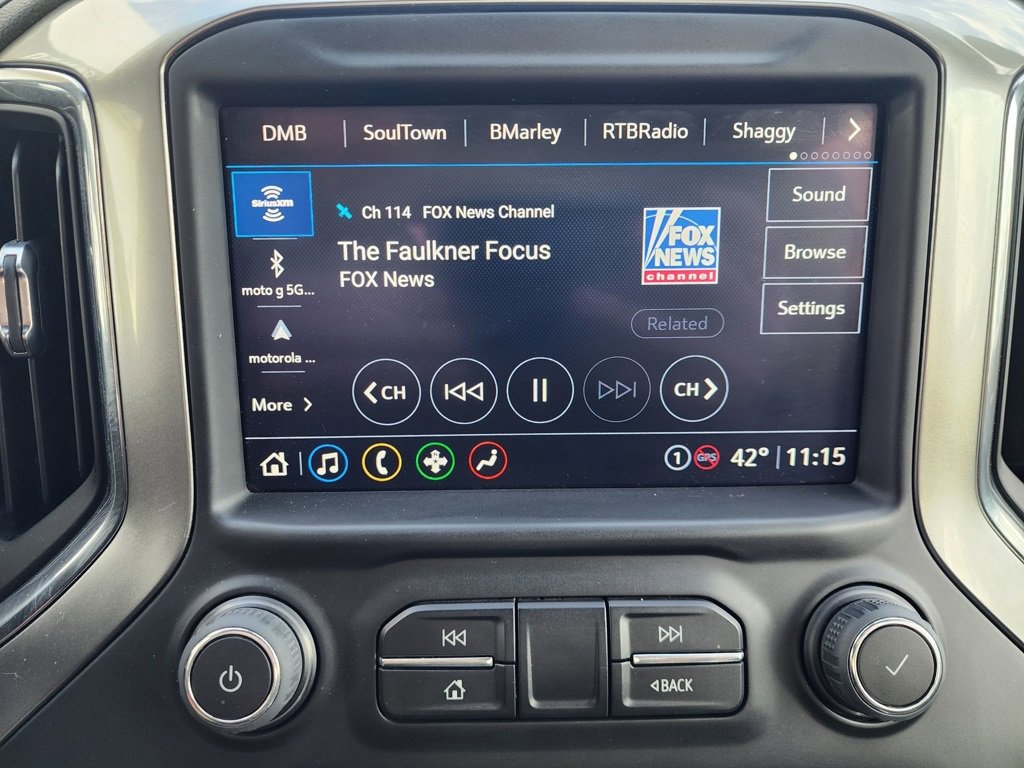 DMB SoulTown BMarley RTBRadio Shaggy
SiriusXM
Ch 114 FOX News Channel
The Faulkner Focus
FOX News
FOX
NEWS
channel
Related
Sound
Browse
Settings
moto g 5G...
motorola ...
More
CH
CH
1 GPS 42° 11:15
BACK